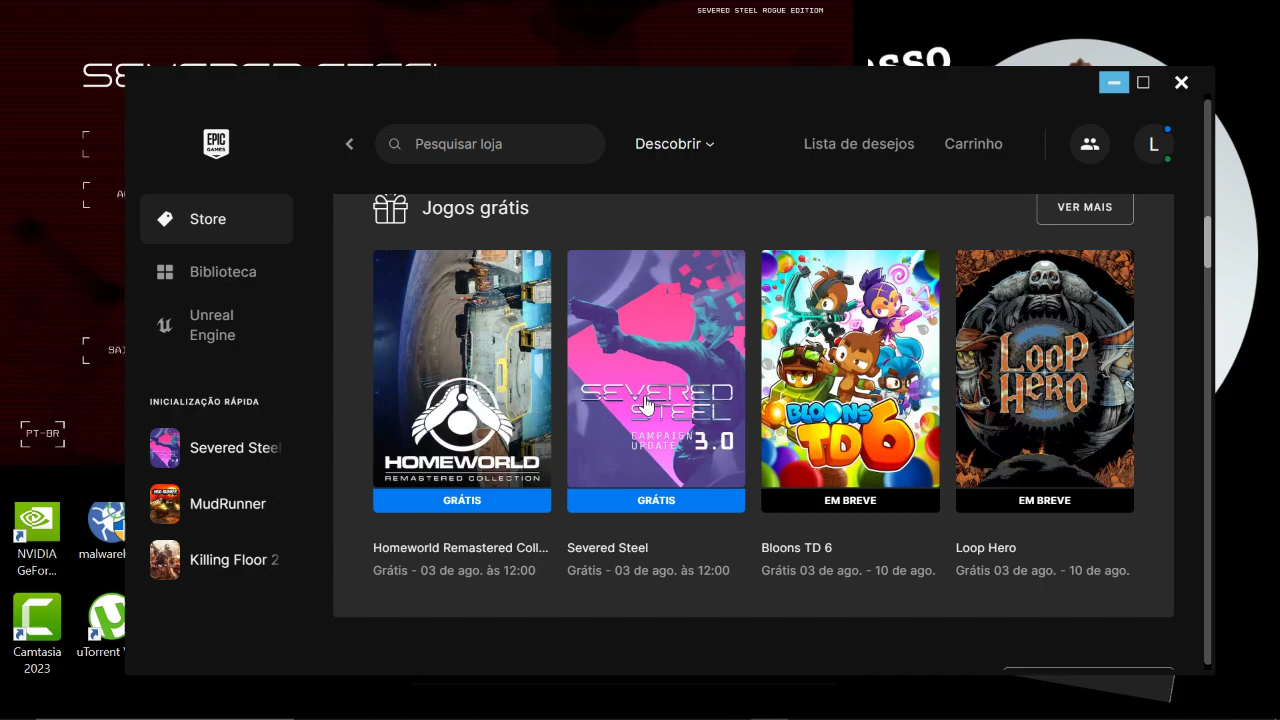 SEVERED STEEL ROGUE EDITION
SEVERED STEEL
EPIC
GAMES
Pesquisar loja
Descobrir
Lista de desejos
Carrinho
L
Store
Biblioteca
Unreal
Engine
INICIALIZAÇÃO RÁPIDA
Severed Steel
MudRunner
Killing Floor 2
Jogos grátis
VER MAIS
HOMEWORLD
REMASTERED COLLECTION
GRÁTIS
Homeworld Remastered Coll...
Grátis - 03 de ago. às 12:00
SEVERED
STEEL
CAMPAIGN
UPDATE 3.0
GRÁTIS
Severed Steel
Grátis - 03 de ago. às 12:00
BLOONS
TD 6
EM BREVE
Bloons TD 6
Grátis 03 de ago. - 10 de ago.
LOOP
HERO
EM BREVE
Loop Hero
Grátis 03 de ago. - 10 de ago.
PT-BR
NVIDIA
GeFor...
Camtasia
2023